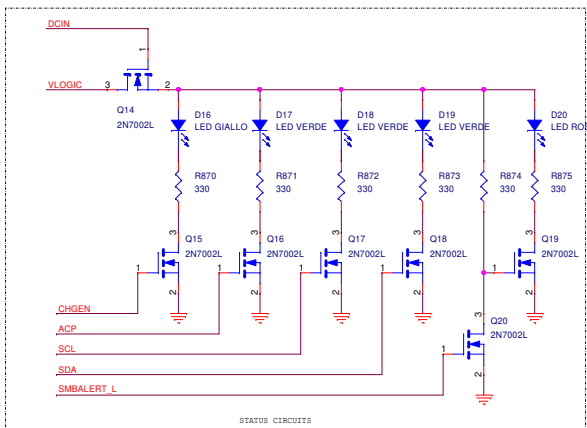 DCIN
1
VLOGIC 3 2
Q14
2N7002L
D16
LED GIALLO
D17
LED VERDE
D18
LED VERDE
D19
LED VERDE
D20
R870
330
R871
330
R872
330
R873
330
R874
330
R875
330
3
Q15
2N7002L
1
2
3
Q16
2N7002L
1
2
3
Q17
2N7002L
1
2
3
Q18
2N7002L
1
2
3
Q19
2N7002L
1
2
CHGEN
ACP
SCL
SDA
SMBALERT_L
3
Q20
2N7002L
1
2
STATUS CIRCUITS